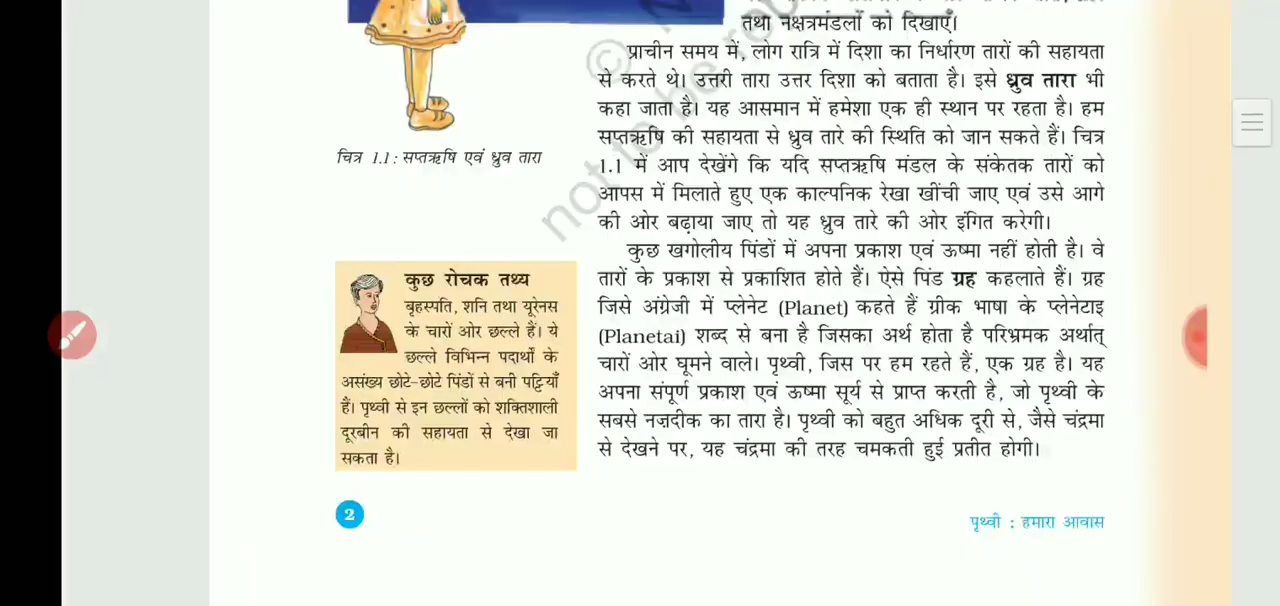 तथा नक्षत्रमंडलों को दिखाएँ।
प्राचीन समय में, लोग रात्रि में दिशा का निर्धारण तारों की सहायता
से करते थे। उत्तरी तारा उत्तर दिशा को बताता है। इसे ध्रुव तारा भी
कहा जाता है। यह आसमान में हमेशा एक ही स्थान पर रहता है। हम
सप्तऋषि की सहायता से ध्रुव तारे की स्थिति को जान सकते हैं। चित्र
1.1 में आप देखेंगे कि यदि सप्तऋषि मंडल के संकेतक तारों को
आपस में मिलाते हुए एक काल्पनिक रेखा खींची जाए एवं उसे आगे
की ओर बढ़ाया जाए तो यह ध्रुव तारे की ओर इंगित करेगी।
चित्र 1.1: सप्तऋषि एवं ध्रुव तारा
कुछ खगोलीय पिंडों में अपना प्रकाश एवं ऊष्मा नहीं होती है। वे
तारों के प्रकाश से प्रकाशित होते हैं। ऐसे पिंड ग्रह कहलाते हैं। ग्रह
जिसे अंग्रेजी में प्लेनेट (Planet) कहते हैं ग्रीक भाषा के प्लेनेटाइ
(Planetai) शब्द से बना है जिसका अर्थ होता है परिभ्रमक अर्थात्
चारों ओर घूमने वाले। पृथ्वी, जिस पर हम रहते हैं, एक ग्रह है। यह
अपना संपूर्ण प्रकाश एवं ऊष्मा सूर्य से प्राप्त करती है, जो पृथ्वी के
सबसे नजदीक का तारा है। पृथ्वी को बहुत अधिक दूरी से, जैसे चंद्रमा
से देखने पर, यह चंद्रमा की तरह चमकती हुई प्रतीत होगी।
कुछ रोचक तथ्य
बृहस्पति, शनि तथा यूरेनस
के चारों ओर छल्ले हैं। ये
छल्ले विभिन्न पदार्थों के
असंख्य छोटे-छोटे पिंडों से बनी पट्टियाँ
हैं। पृथ्वी से इन छल्लों को शक्तिशाली
दूरबीन की सहायता से देखा जा
सकता है।
2
पृथ्वी : हमारा आवास
© 
not to be